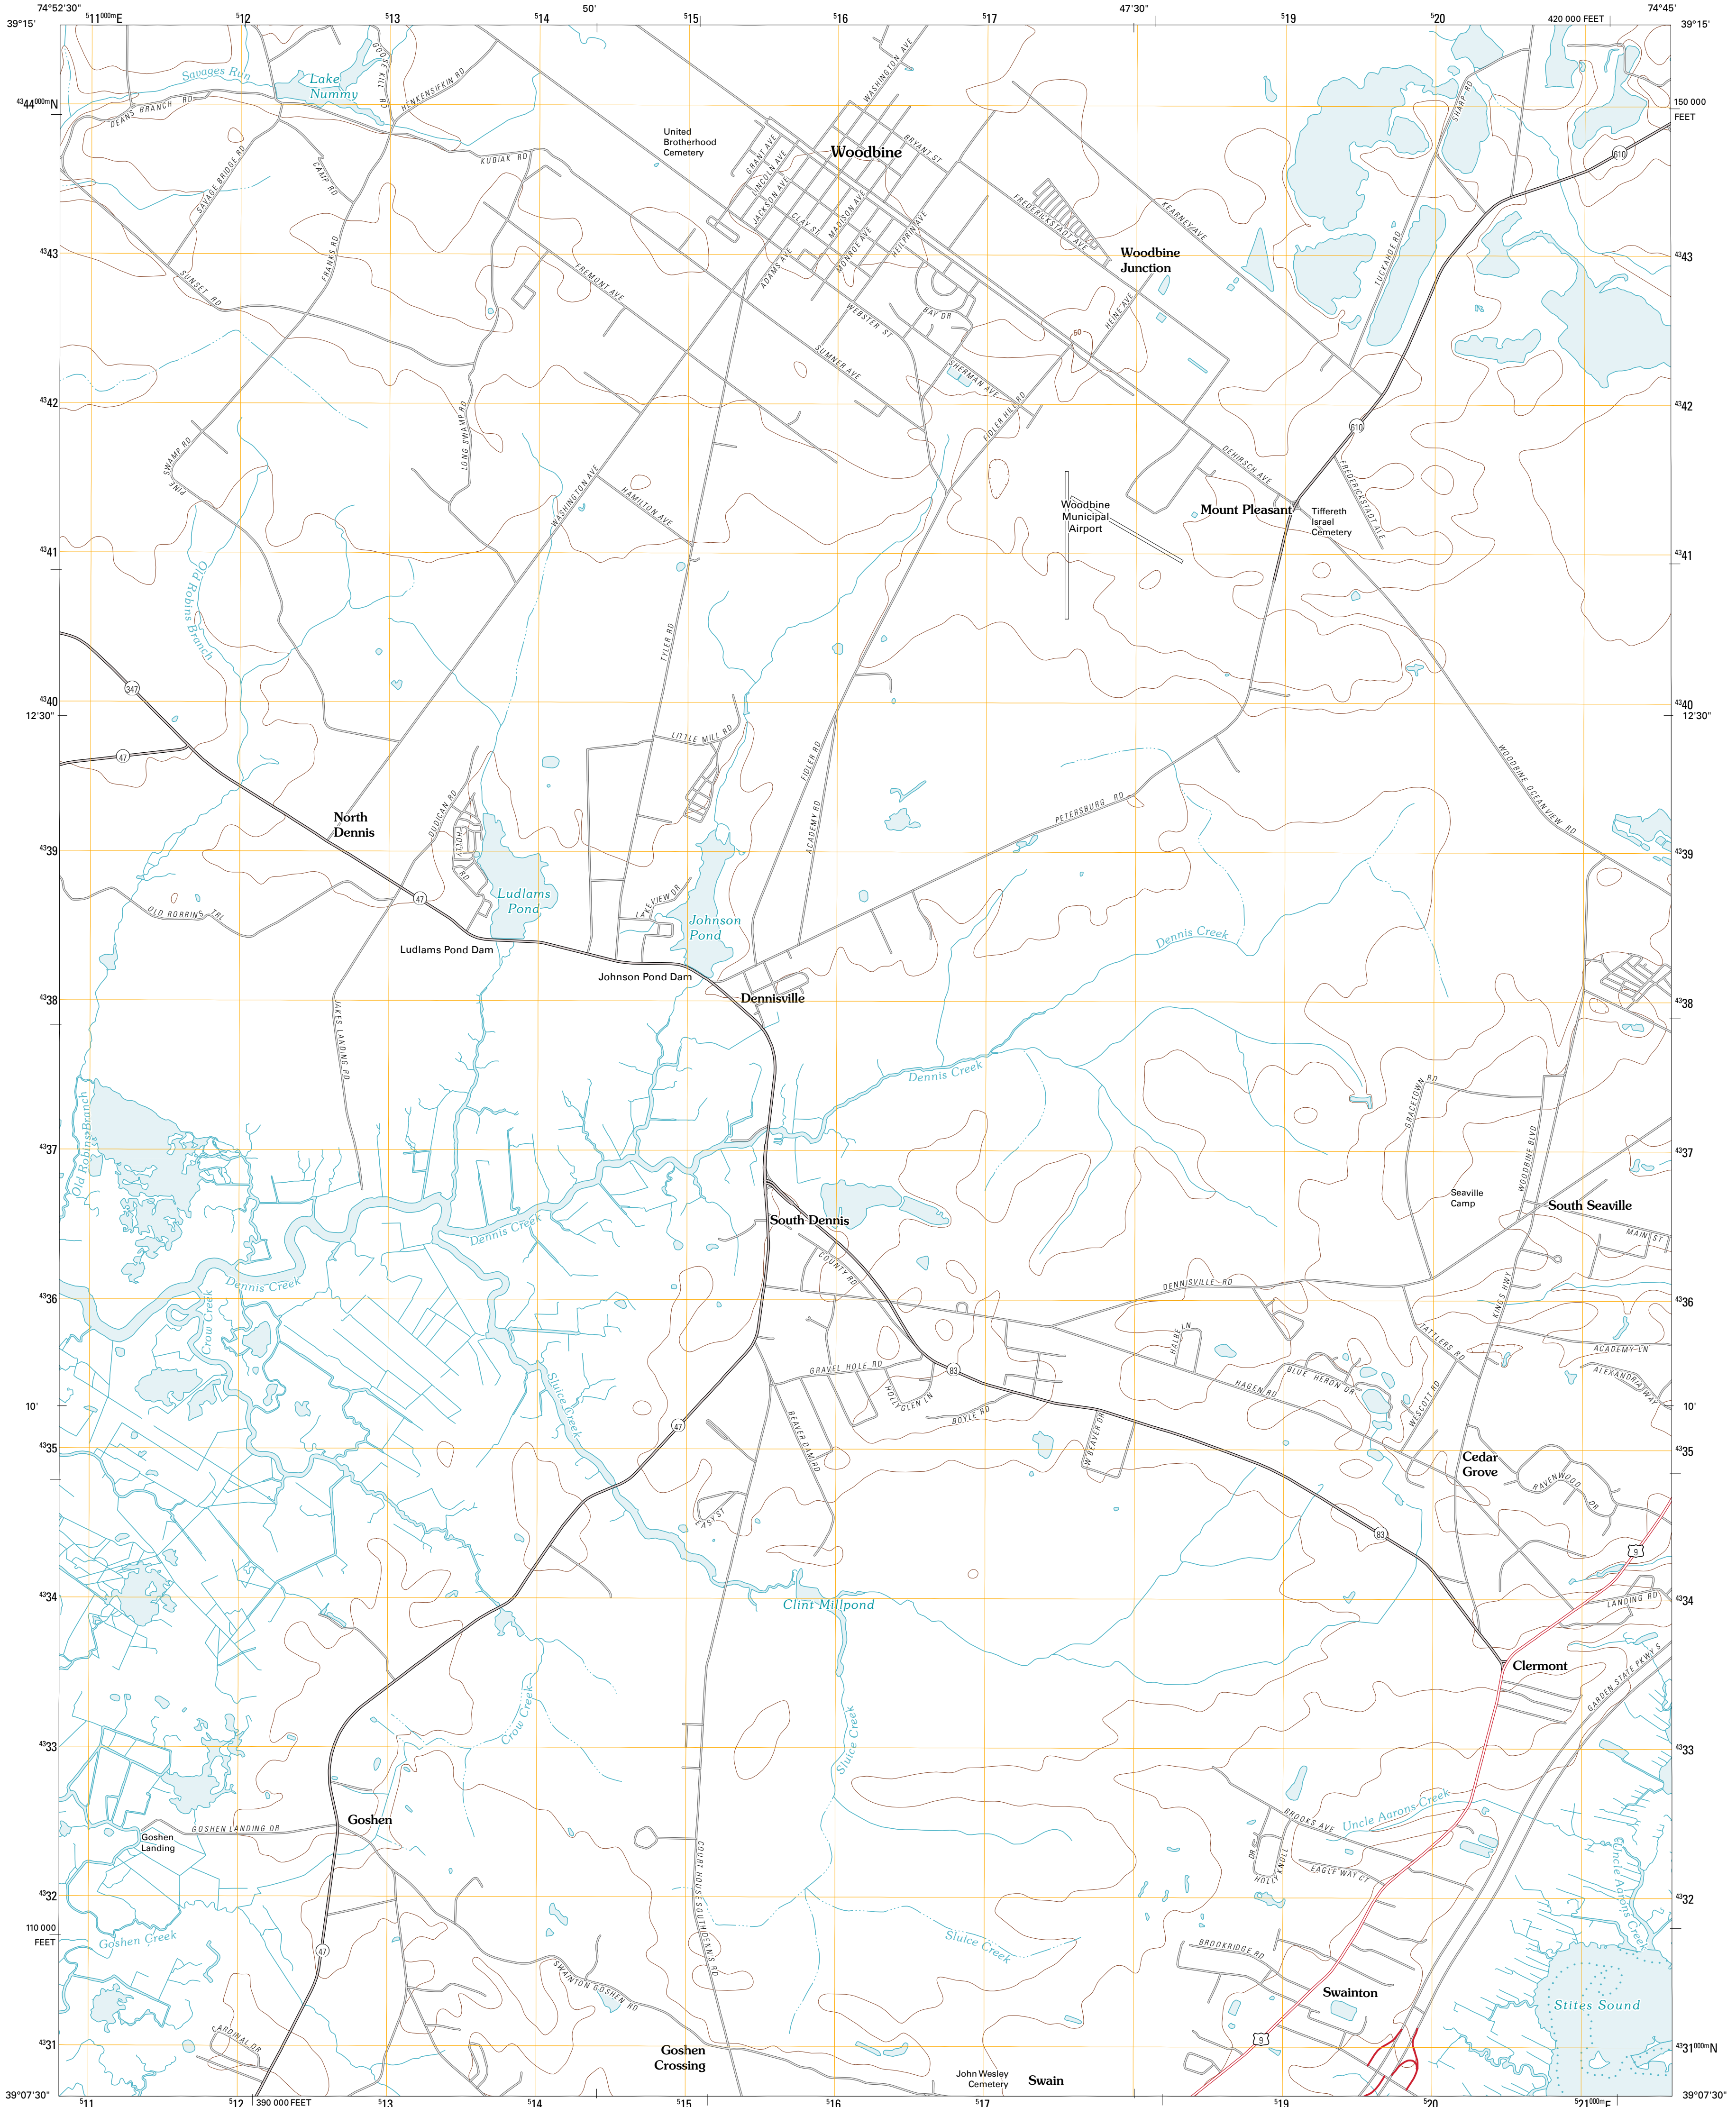 74°52'30"
511000mE
512
513
514
50'
515
516
517
47'30"
519
520
420 000 FEET
74°45'
39°15'
39°15'
Savages Run
Lake
Nummy
GOOSE KILL RD
HENKENSIFKIN RD
WASHINGTON AVE
SHARP RD
4344000mN
150 000
FEET
DEANS BRANCH RD
United
Brotherhood
Cemetery
GRANT AVE
LINCOLN AVE
JACKSON AVE
Woodbine
BRYANT ST
610
KUBIAK RD
SAVAGE BRIDGE RD
CAMP RD
CLAY ST
MADISON AVE
MONROE AVE
HEILPRIN AVE
ADAMS AVE
FREDERICKSTADT AVE
KEARNEY AVE
TUCKAHOE RD
Woodbine
Junction
4343
4343
SUNSET RD
FRANKS RD
FREMONT AVE
WEBSTER ST
BAY DR
HEINE AVE
60
SUMNER AVE
SHERMAN AVE
FIDLER HILL RD
4342
4342
LONG SWAMP RD
PINE
SWAMP RD
WASHINGTON AVE
HAMILTON AVE
610
DEHIRSCH AVE
FREDERICKSTADT AVE
Woodbine
Municipal
Airport
Mount Pleasant
Tiffereth
Israel
Cemetery
4341
4341
Old Robins Branch
TYLER RD
347
4340
4340
12'30"
12'30"
47
LITTLE MILL RD
FIDLER RD
ACADEMY RD
PETERSBURG RD
WOODBINE OCEANVIEW RD
North
Dennis
DUDICAN RD
HOLLY
RD
4339
4339
Ludlams
Pond
47
LAKEVIEW DR
Johnson
Pond
OLD ROBBINS TRL
Dennis Creek
Ludlams Pond Dam
Johnson Pond Dam
Dennisville
4338
4338
JAKES LANDING RD
Dennis Creek
Old Robins Branch
GRACETOWN RD
WOODBINE BLVD
4337
4337
Seaville
Camp
South Seaville
South Dennis
MAIN ST
Dennis Creek
COUNTY RD
DENNISVILLE RD
Dennis Creek
KINGS HWY
4336
4336
Crow Creek
HALBE LN
TATTLERS RD
ACADEMY LN
GRAVEL HOLE RD
83
BLUE HERON DR
ALEXANDRIA WAY
HAGEN RD
WESCOTT RD
HOLLYGLEN LN
BOYLE RD
10'
10'
Sluice Creek
47
BEAVER DAM RD
W BEAVER DR
4335
4335
Cedar
Grove
RAVENWOOD DR
EASY ST
83
9
4334
4334
Clint Millpond
LANDING RD
Clermont
GARDEN STATE PKWY S
Crow Creek
Sluice Creek
4333
4333
Goshen
GOSHEN LANDING DR
Goshen
Landing
BROOKS AVE
Uncle Aarons Creek
HOLLY KNOLL DR
EAGLE WAY CT
Uncle Aarons Creek
4332
4332
110 000
FEET
Goshen Creek
COURT HOUSE SOUTH DENNIS RD
Sluice Creek
47
BROOKRIDGE RD
SWAINTON GOSHEN RD
Swainton
Stites Sound
4331
4331000mN
ARDINAL DR
9
Goshen
Crossing
John Wesley
Cemetery
Swain
39°07'30"
39°07'30"
511
512
390 000 FEET
513
514
515
516
517
519
520
521000mE